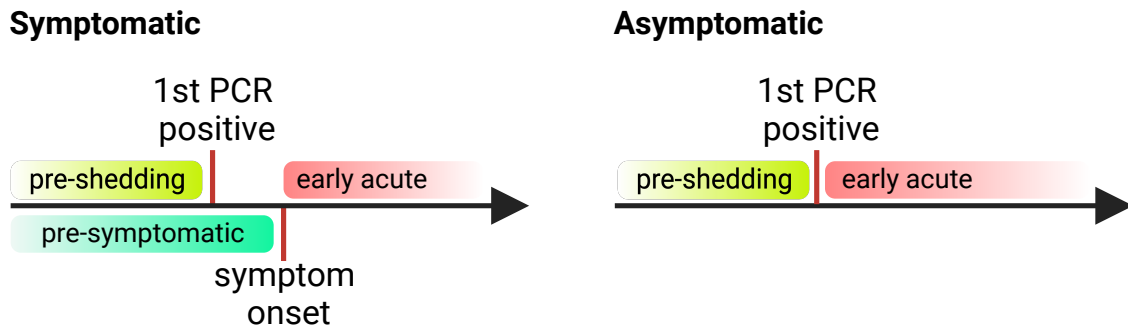 Symptomatic
1st PCR
positive
pre-shedding
early acute
pre-symptomatic
symptom
onset
Asymptomatic
1st PCR
positive
pre-shedding
early acute